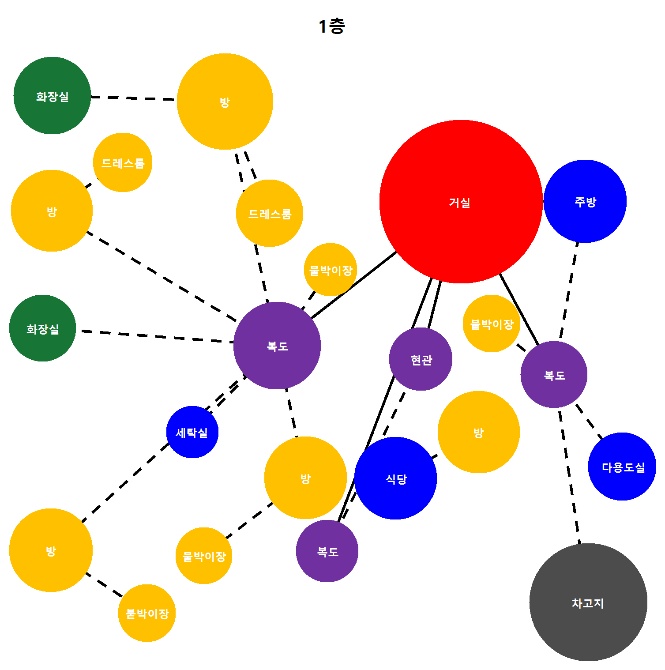 1층
화장실
방
드레스룸
방
드레스룸
거실
주방
붙박이장
화장실
복도
현관
붙박이장
복도
세탁실
방
방
식당
다용도실
방
붙박이장
복도
붙박이장
차고지